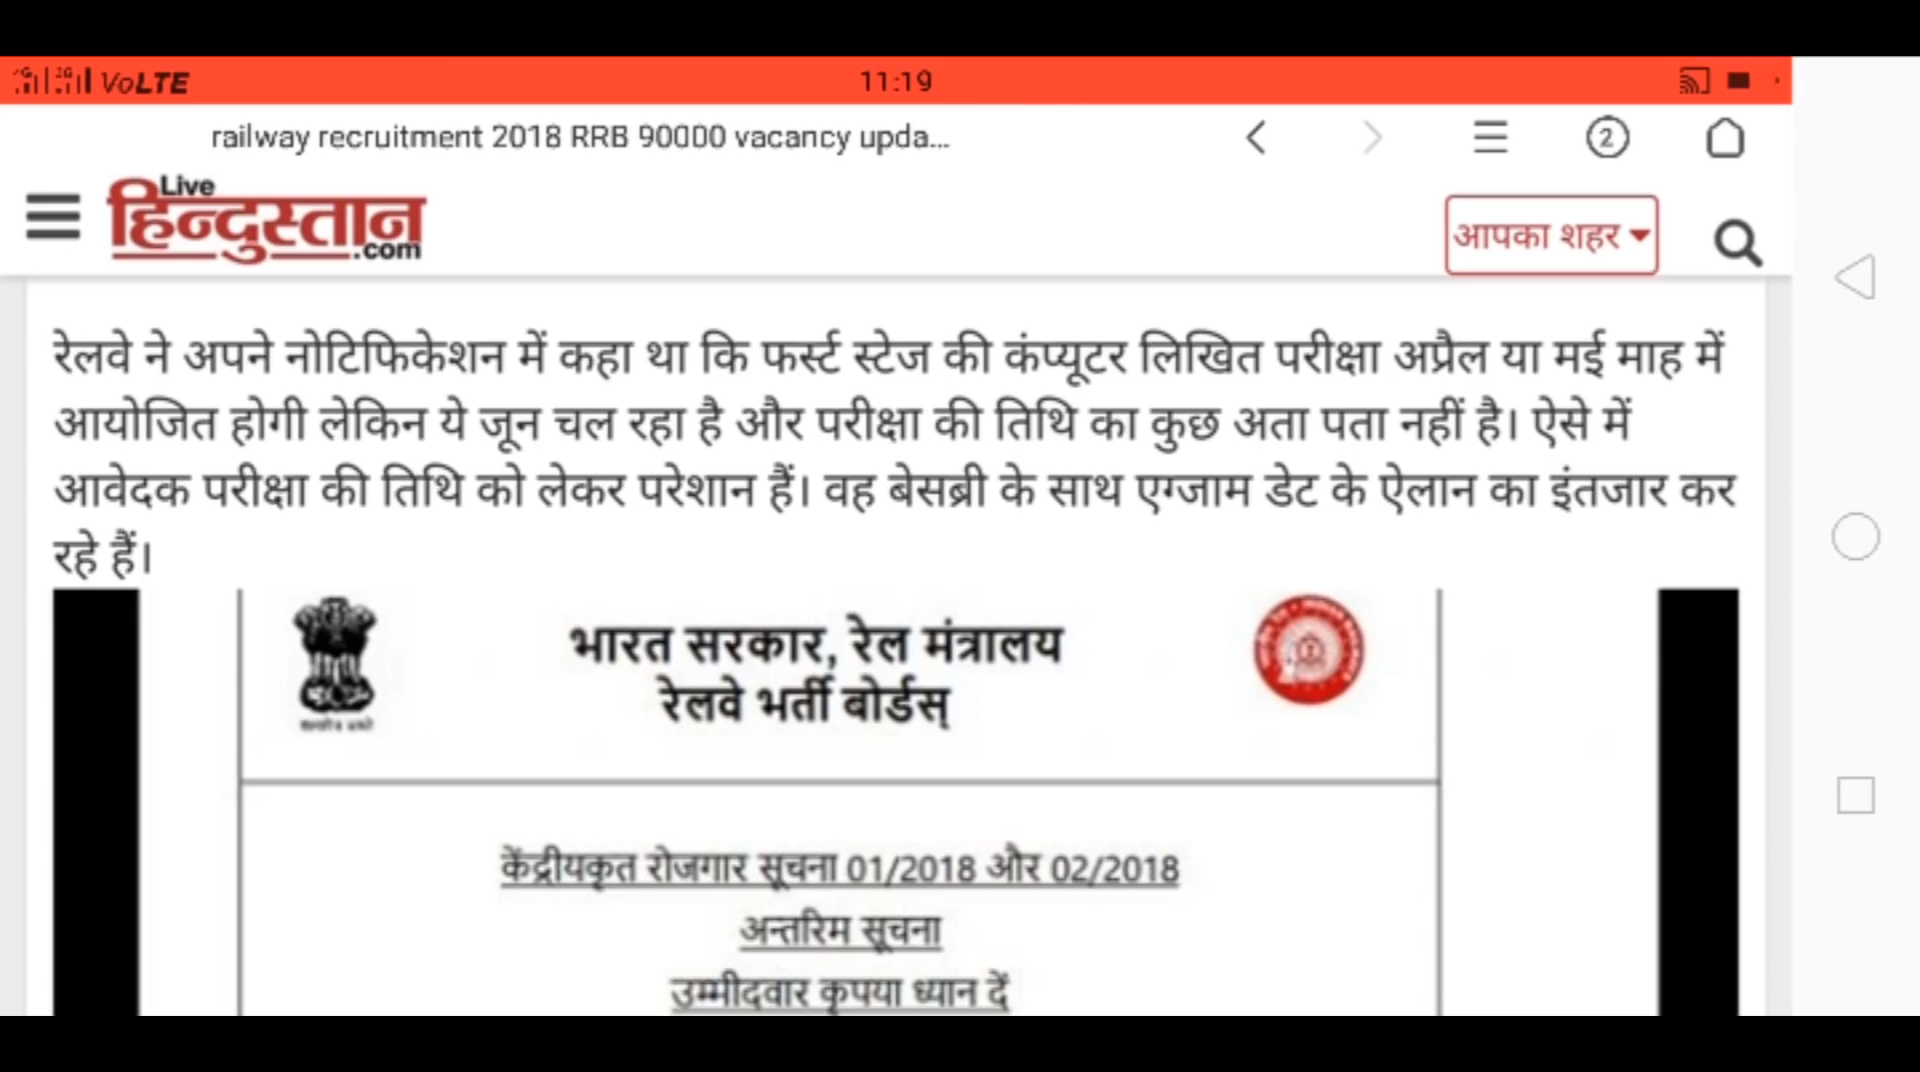 VoLTE 11:19
railway recruitment 2018 RRB 90000 vacancy upda... 2
Live
हिन्दुस्तान
.com
आपका शहर
रेलवे ने अपने नोटिफिकेशन में कहा था कि फर्स्ट स्टेज की कंप्यूटर लिखित परीक्षा अप्रैल या मई माह में
आयोजित होगी लेकिन ये जून चल रहा है और परीक्षा की तिथि का कुछ अता पता नहीं है। ऐसे में
आवेदक परीक्षा की तिथि को लेकर परेशान हैं। वह बेसब्री के साथ एग्जाम डेट के ऐलान का इंतजार कर
रहे हैं।
भारत सरकार, रेल मंत्रालय
रेलवे भर्ती बोर्डस्
केंद्रीयकृत रोजगार सूचना 01/2018 और 02/2018
अन्तरिम सूचना
उम्मीदवार कृपया ध्यान दें